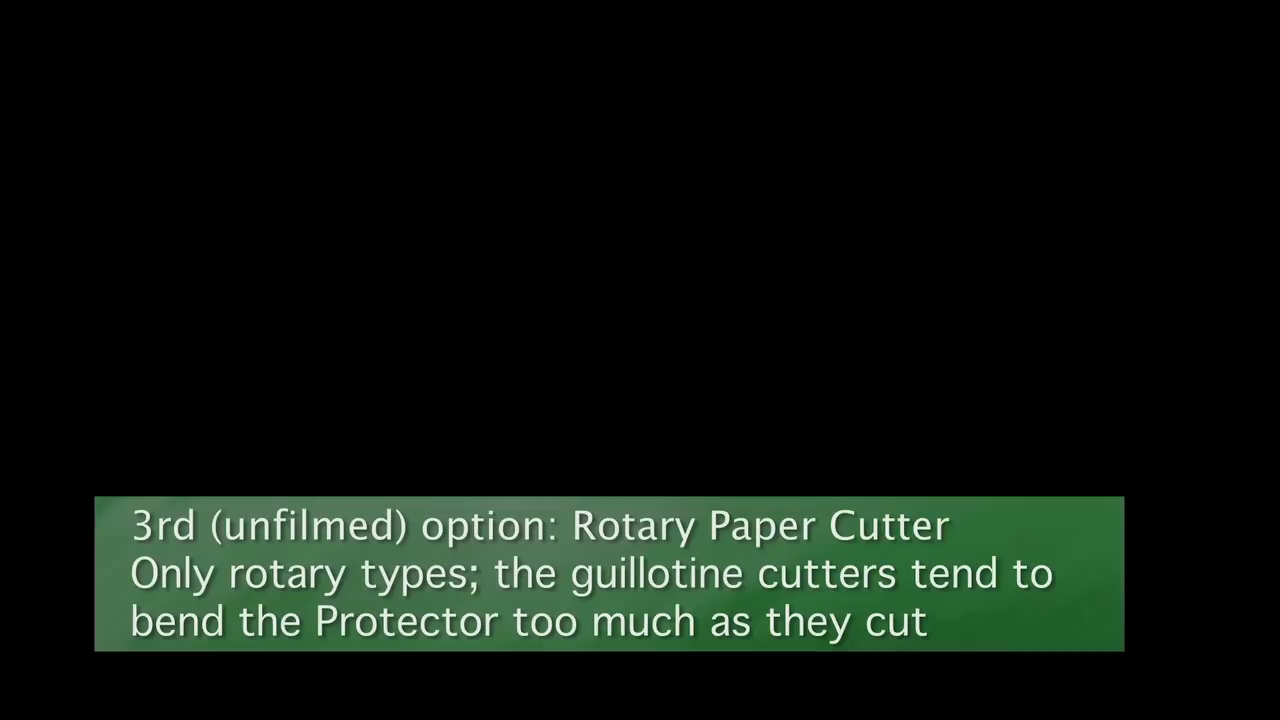 3rd (unfilmed) option: Rotary Paper Cutter
Only rotary types; the guillotine cutters tend to
bend the Protector too much as they cut